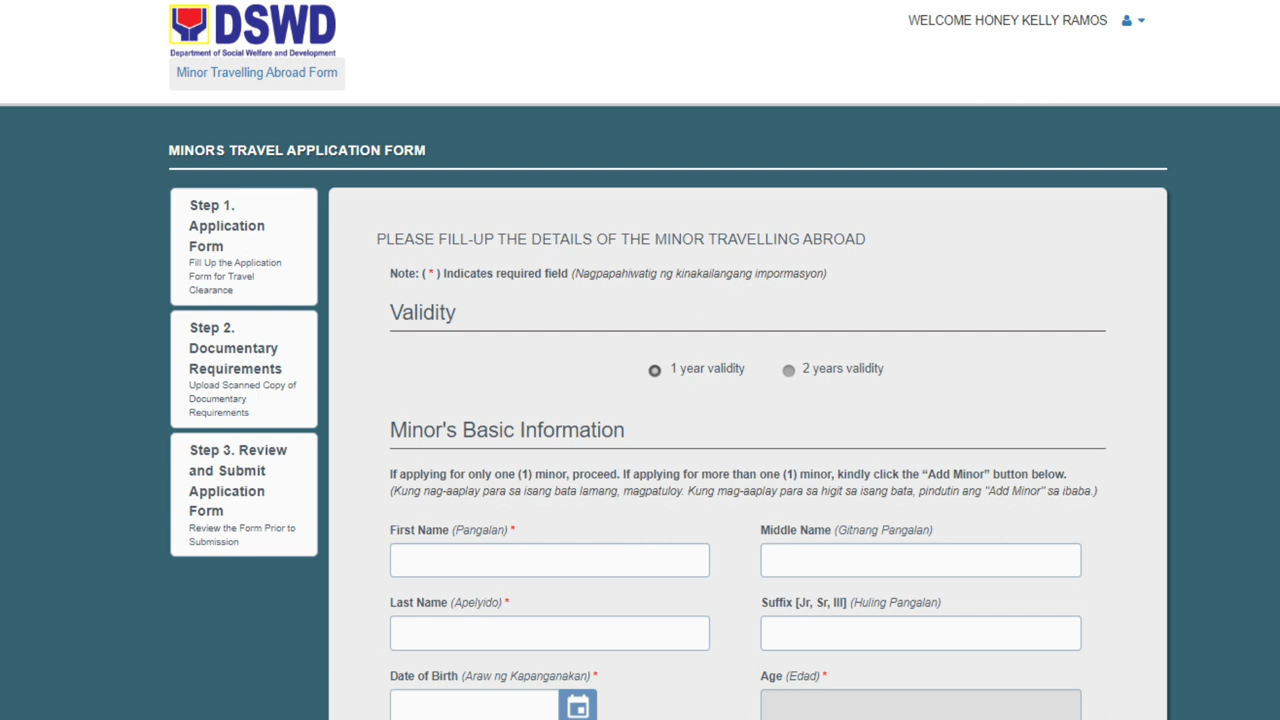 DSWD
Department of Social Welfare and Development
Minor Travelling Abroad Form
WELCOME HONEY KELLY RAMOS
MINORS TRAVEL APPLICATION FORM
Step 1.
Application
Form
Fill Up the Application
Form for Travel
Clearance
Step 2.
Documentary
Requirements
Upload Scanned Copy of
Documentary
Requirements
Step 3. Review
and Submit
Application
Form
Review the Form Prior to
Submission
PLEASE FILL-UP THE DETAILS OF THE MINOR TRAVELLING ABROAD
Note: ( * ) Indicates required field (Nagpapahiwatig ng kinakailangang impormasyon)
Validity
1 year validity
2 years validity
Minor's Basic Information
If applying for only one (1) minor, proceed. If applying for more than one (1) minor, kindly click the “Add Minor” button below.
(Kung nag-aaplay para sa isang bata lamang, magpatuloy. Kung mag-aaplay para sa higit sa isang bata, pindutin ang "Add Minor" sa ibaba.)
First Name (Pangalan) *
Middle Name (Gitnang Pangalan)
Last Name (Apelyido) *
Suffix [Jr, Sr, III] (Huling Pangalan)
Date of Birth (Araw ng Kapanganakan) *
Age (Edad) *